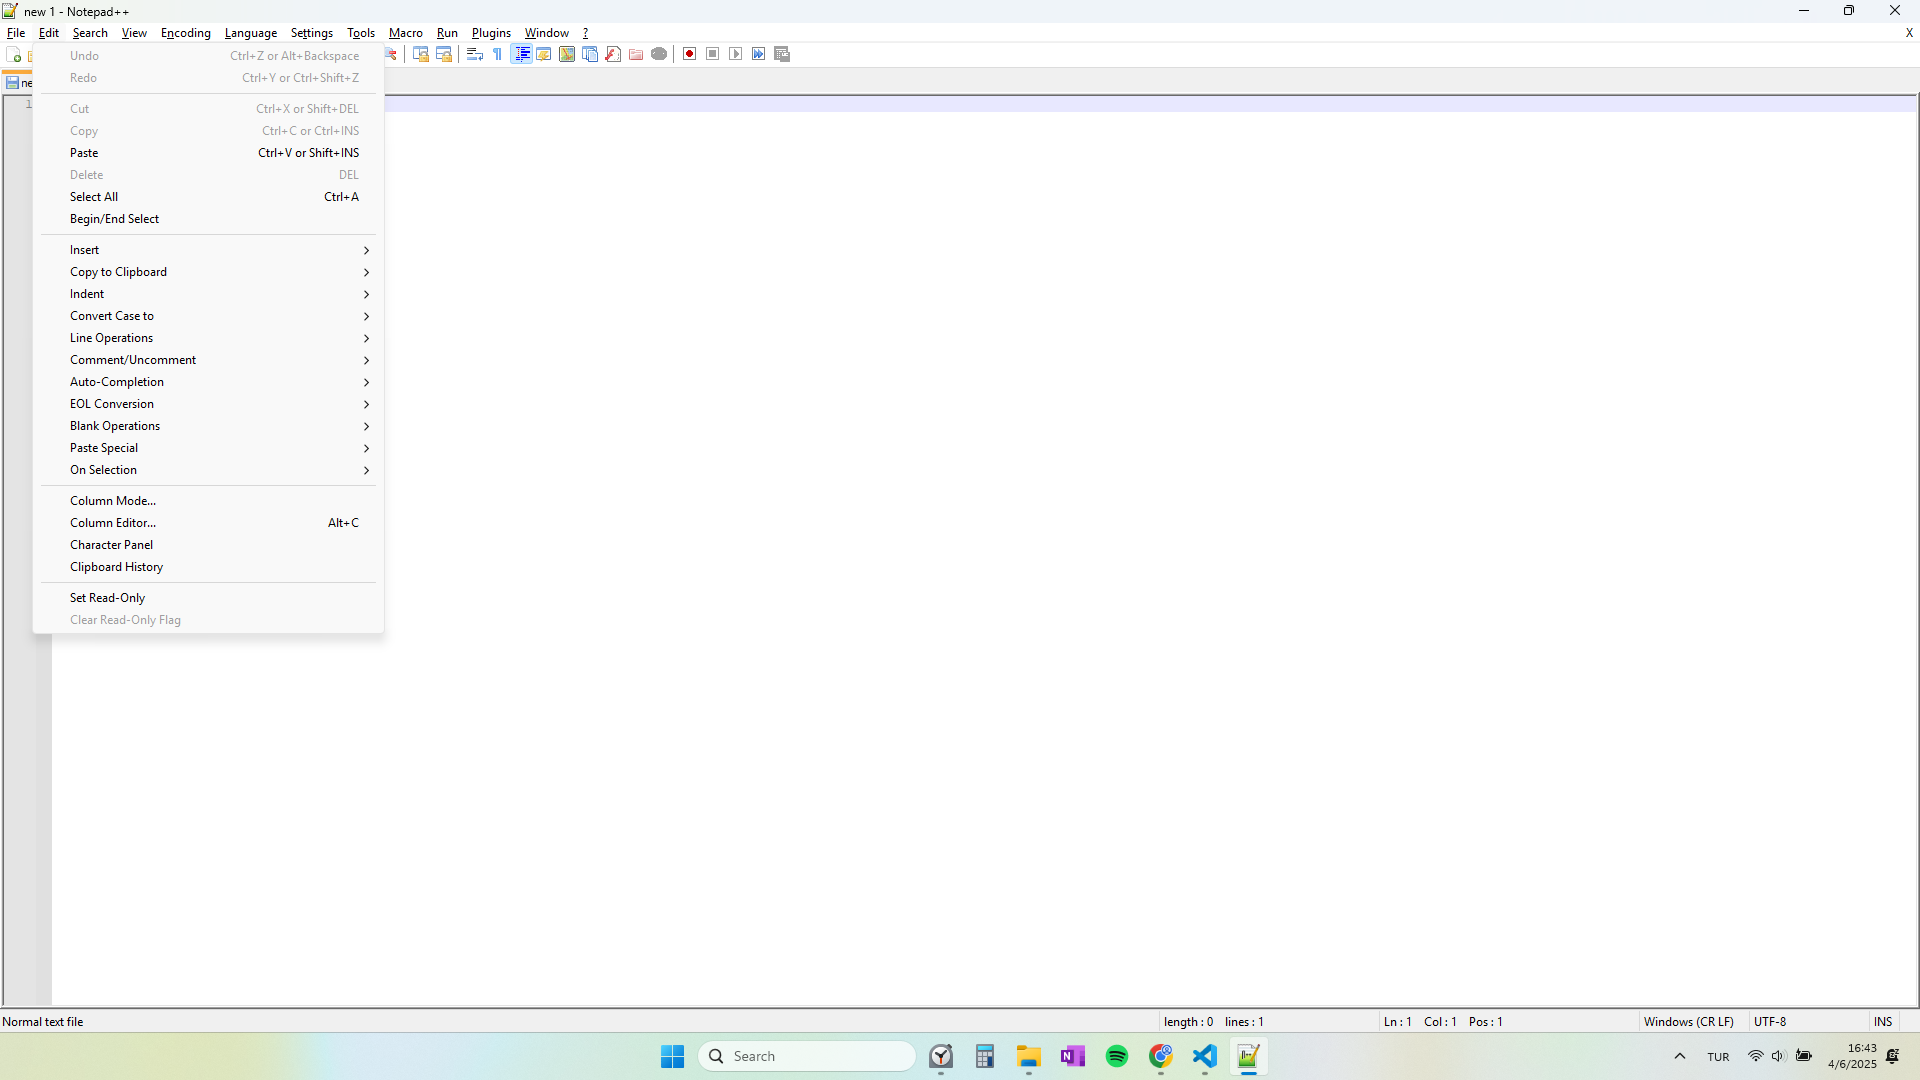 new 1 - Notepad++
File Edit Search View Encoding Language Settings Tools Macro Run Plugins Window ? X
Undo Ctrl+Z or Alt+Backspace
Redo Ctrl+Y or Ctrl+Shift+Z
ne
Cut Ctrl+X or Shift+DEL
1
Copy Ctrl+C or Ctrl+INS
Paste Ctrl+V or Shift+INS
Delete DEL
Select All Ctrl+A
Begin/End Select
Insert
Copy to Clipboard
Indent
Convert Case to
Line Operations
Comment/Uncomment
Auto-Completion
EOL Conversion
Blank Operations
Paste Special
On Selection
Column Mode...
Column Editor... Alt+C
Character Panel
Clipboard History
Set Read-Only
Clear Read-Only Flag
Normal text file length : 0 lines : 1 Ln : 1 Col : 1 Pos : 1 Windows (CR LF) UTF-8 INS
Search TUR 16:43
4/6/2025